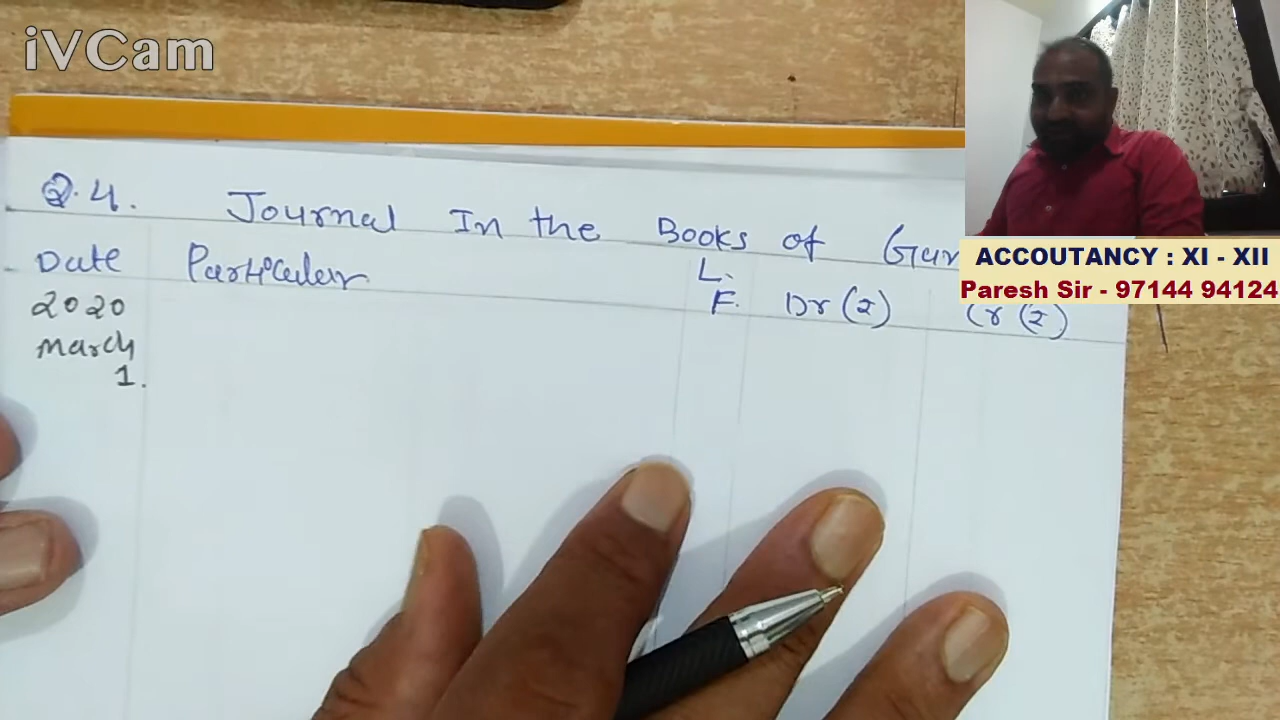 iVCam
Q.4. Journal In the Books of
Date Particular L. F. Dr (₹) Cr (₹)
2020
March
1.
ACCOUTANCY : XI - XII
Paresh Sir - 97144 94124